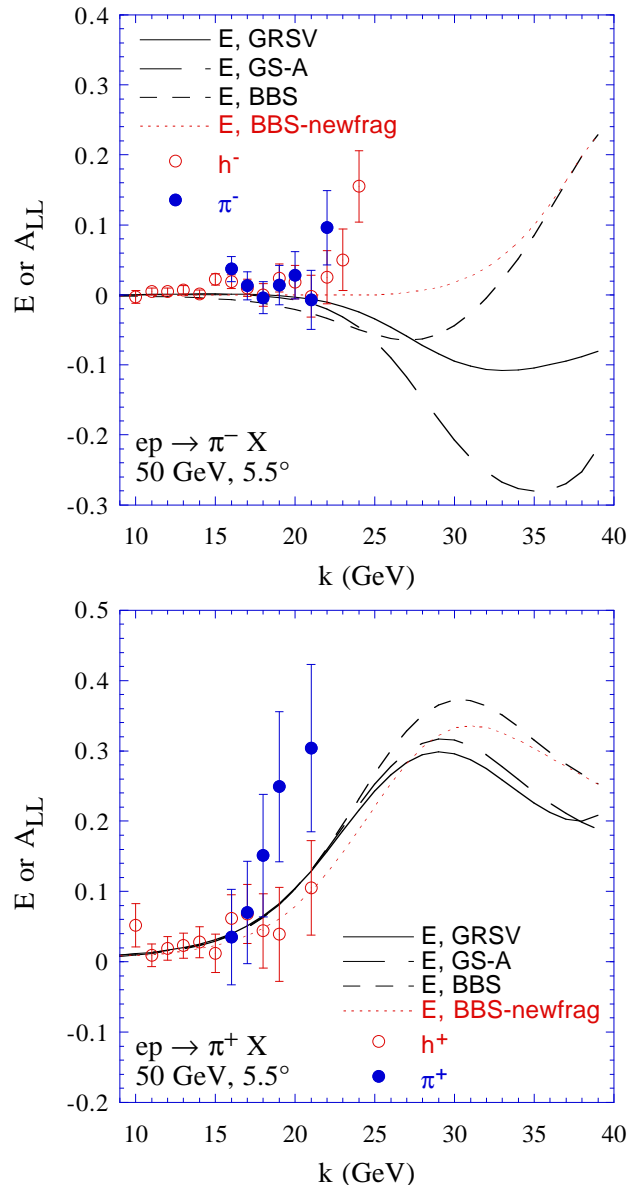 0.4
E, GRSV
E, GS-A
E, BBS
0.3
E, BBS-newfrag
h⁻
0.2
π⁻
0.1
0
-0.1
-0.2
-0.3
E or A_LL
ep → π⁻ X
50 GeV, 5.5°
10 15 20 25 30 35 40
k (GeV)
0.5
0.4
0.3
0.2
0.1
0
-0.1
-0.2
E or A_LL
E, GRSV
E, GS-A
E, BBS
E, BBS-newfrag
h⁺
π⁺
ep → π⁺ X
50 GeV, 5.5°
10 15 20 25 30 35 40
k (GeV)